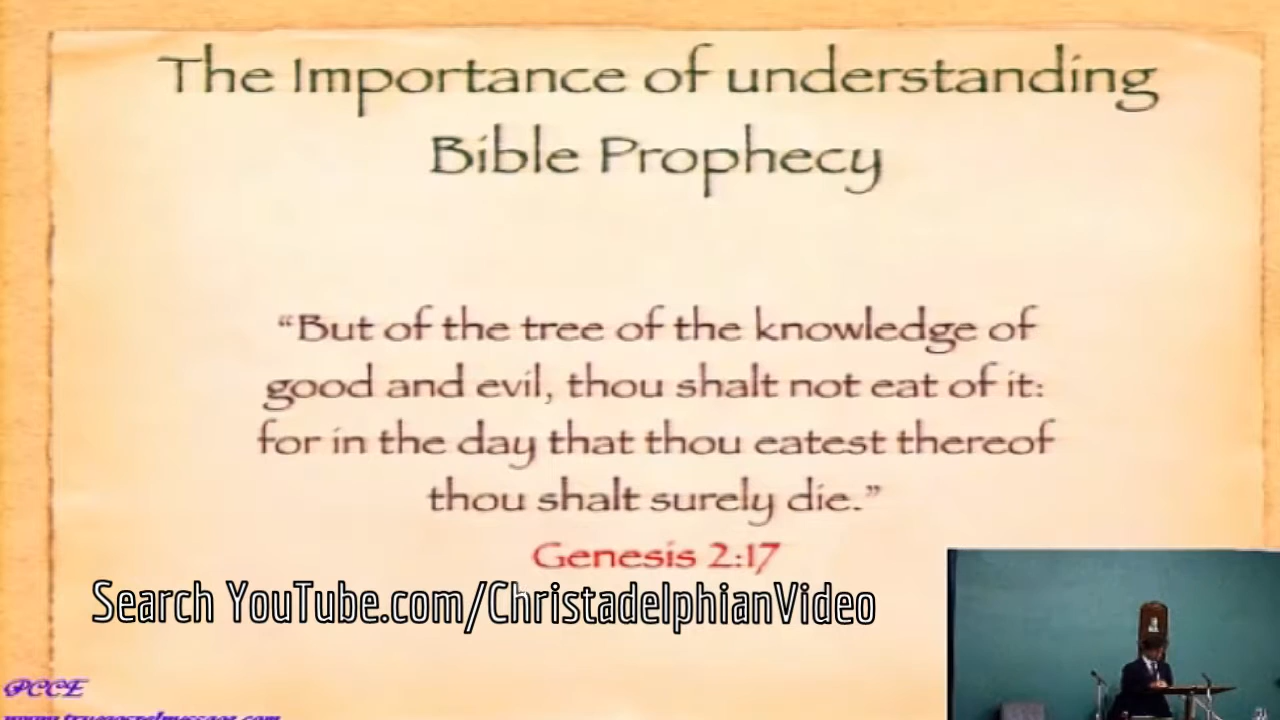 The Importance of understanding
Bible Prophecy
“But of the tree of the knowledge of
good and evil, thou shalt not eat of it:
for in the day that thou eatest thereof
thou shalt surely die.”
Genesis 2:17
Search YouTube.com/ChristadelphianVideo
PCCE